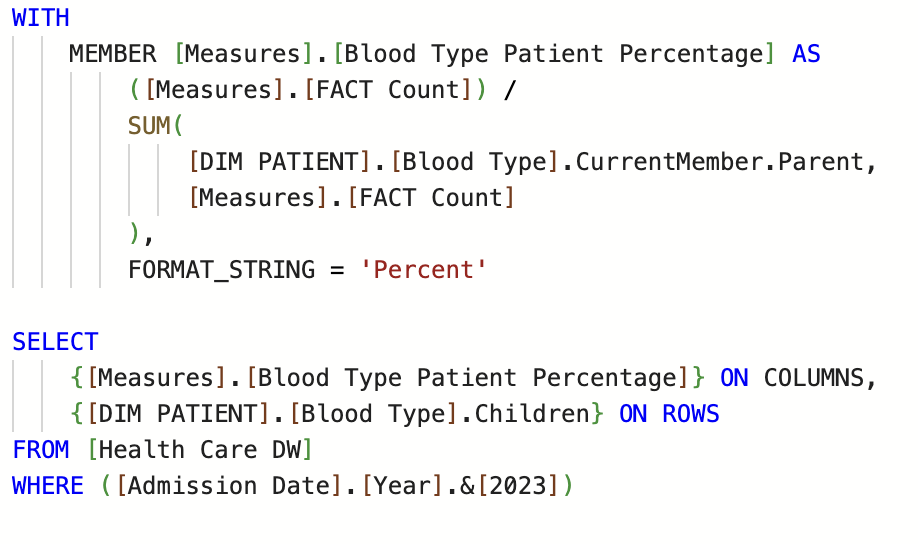 WITH
MEMBER [Measures].[Blood Type Patient Percentage] AS
([Measures].[FACT Count]) /
SUM(
[DIM PATIENT].[Blood Type].CurrentMember.Parent,
[Measures].[FACT Count]
),
FORMAT_STRING = 'Percent'
SELECT
{[Measures].[Blood Type Patient Percentage]} ON COLUMNS,
{[DIM PATIENT].[Blood Type].Children} ON ROWS
FROM [Health Care DW]
WHERE ([Admission Date].[Year].&[2023])